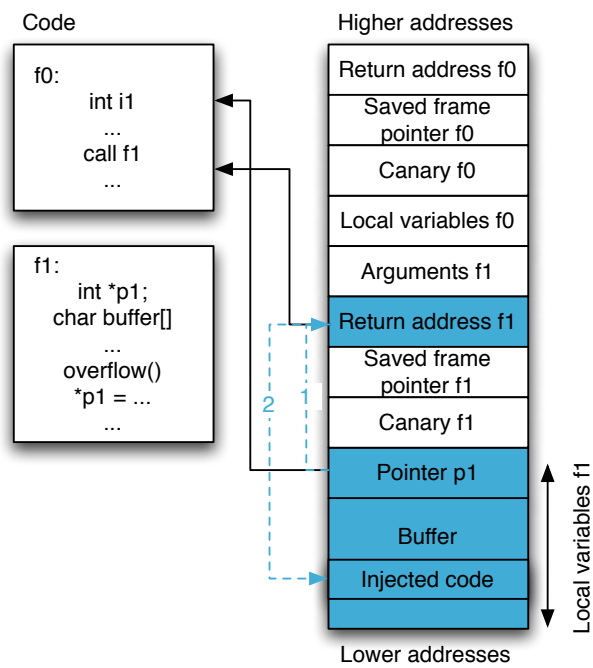 Code
f0:
int i1
...
call f1
...
f1:
int *p1;
char buffer[]
...
overflow()
*p1 = ...
...
Higher addresses
Return address f0
Saved frame
pointer f0
Canary f0
Local variables f0
Arguments f1
Return address f1
Saved frame
pointer f1
Canary f1
Pointer p1
Buffer
Injected code
Lower addresses
2
1
Local variables f1